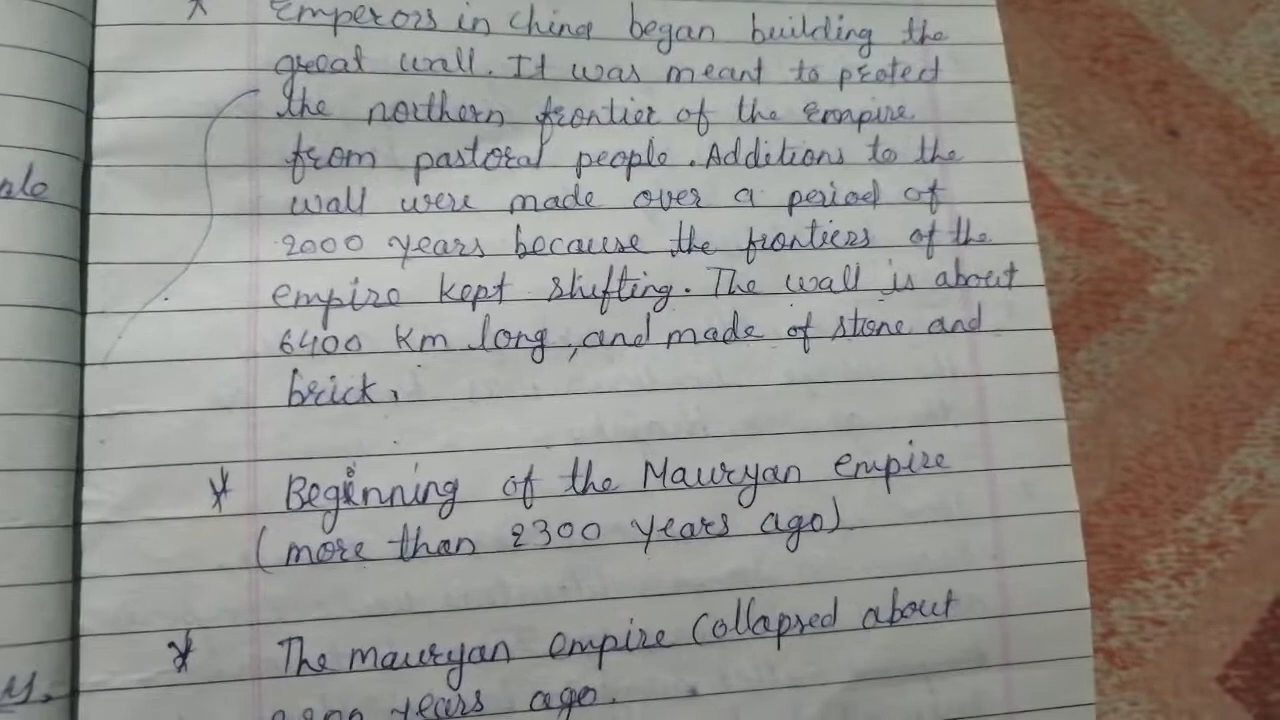 * Emperors in china began building the
great wall. It was meant to protect
the northern frontier of the Empire
from pastoral people. Additions to the
wall were made over a period of
2000 years because the frontiers of the
empire kept shifting. The wall is about
6400 Km long, and made of stone and
brick.
* Beginning of the Mauryan empire
(more than 2300 years ago)
* The mauryan empire Collapsed about
years ago.